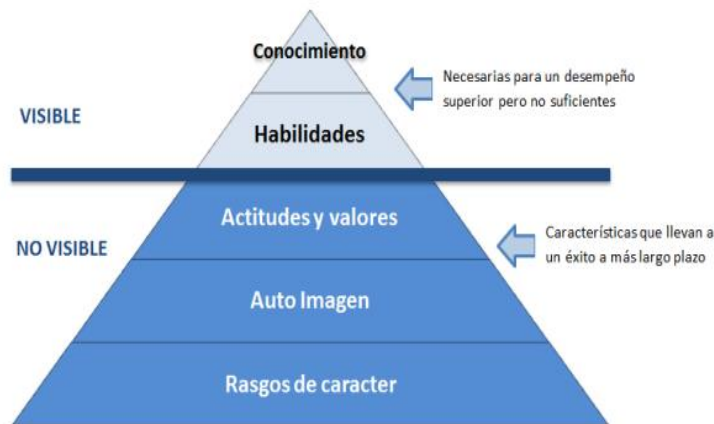 Conocimiento
Necesarias para un desempeño
superior pero no suficientes
VISIBLE
Habilidades
Actitudes y valores
Características que llevan a
un éxito a más largo plazo
NO VISIBLE
Auto Imagen
Rasgos de caracter